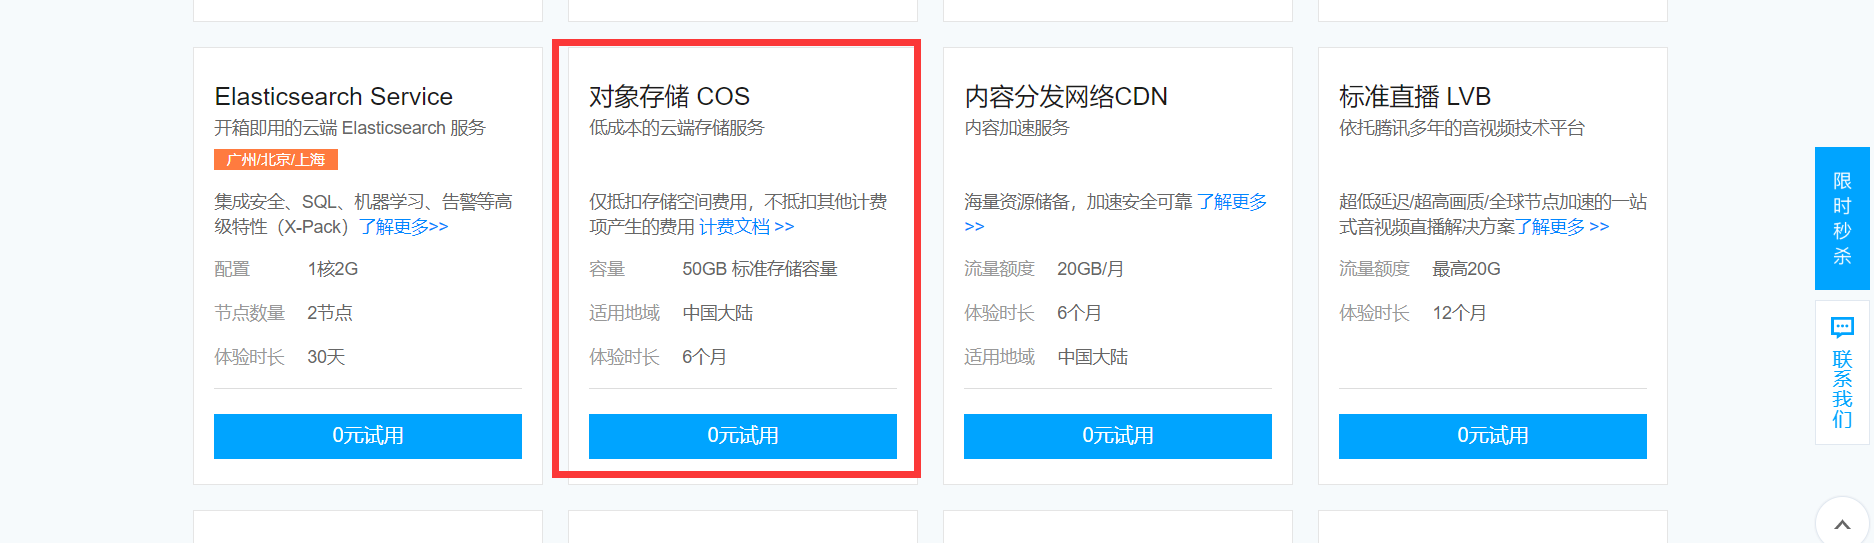 Elasticsearch Service
开箱即用的云端 Elasticsearch 服务
广州/北京/上海
集成安全、SQL、机器学习、告警等高
级特性（X-Pack）了解更多>>
配置 1核2G
节点数量 2节点
体验时长 30天
0元试用
对象存储 COS
低成本的云端存储服务
仅抵扣存储空间费用，不抵扣其他计费
项产生的费用 计费文档 >>
容量 50GB 标准存储容量
适用地域 中国大陆
体验时长 6个月
0元试用
内容分发网络CDN
内容加速服务
海量资源储备，加速安全可靠 了解更多
>>
流量额度 20GB/月
体验时长 6个月
适用地域 中国大陆
0元试用
标准直播 LVB
依托腾讯多年的音视频技术平台
超低延迟/超高画质/全球节点加速的一站
式音视频直播解决方案了解更多 >>
流量额度 最高20G
体验时长 12个月
0元试用
限
时
秒
杀
联
系
我
们